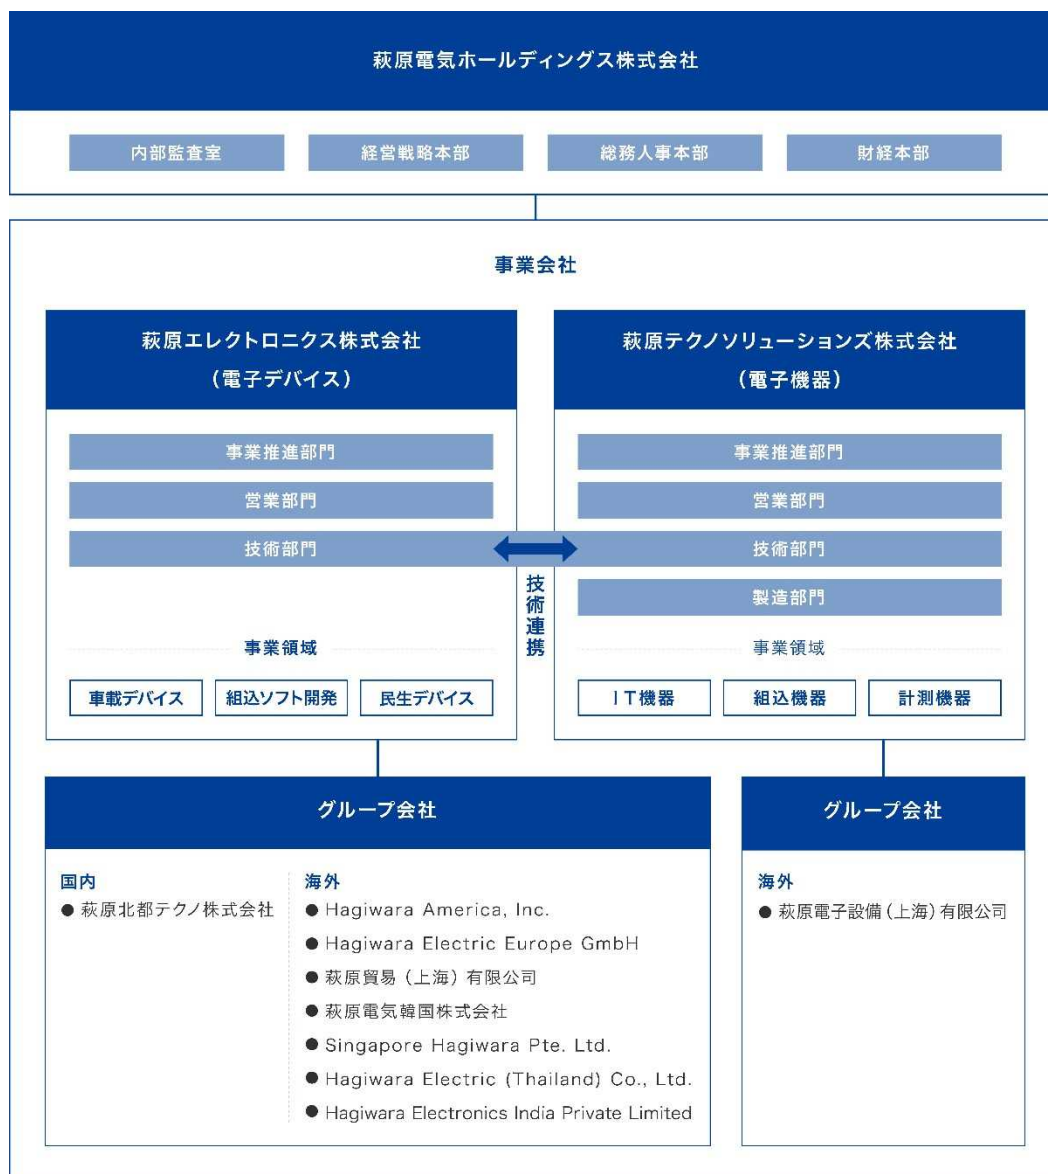 萩原電気ホールディングス株式会社
内部監査室
経営戦略本部
総務人事本部
財経本部
事業会社
萩原エレクトロニクス株式会社
(電子デバイス)
事業推進部門
営業部門
技術部門
事業領域
車載デバイス
組込ソフト開発
民生デバイス
技術連携
萩原テクノソリューションズ株式会社
(電子機器)
事業推進部門
営業部門
技術部門
製造部門
事業領域
IT機器
組込機器
計測機器
グループ会社
国内
● 萩原北都テクノ株式会社
海外
● Hagiwara America, Inc.
● Hagiwara Electric Europe GmbH
● 萩原貿易(上海)有限公司
● 萩原電気韓国株式会社
● Singapore Hagiwara Pte. Ltd.
● Hagiwara Electric (Thailand) Co., Ltd.
● Hagiwara Electronics India Private Limited
グループ会社
海外
● 萩原電子設備(上海)有限公司